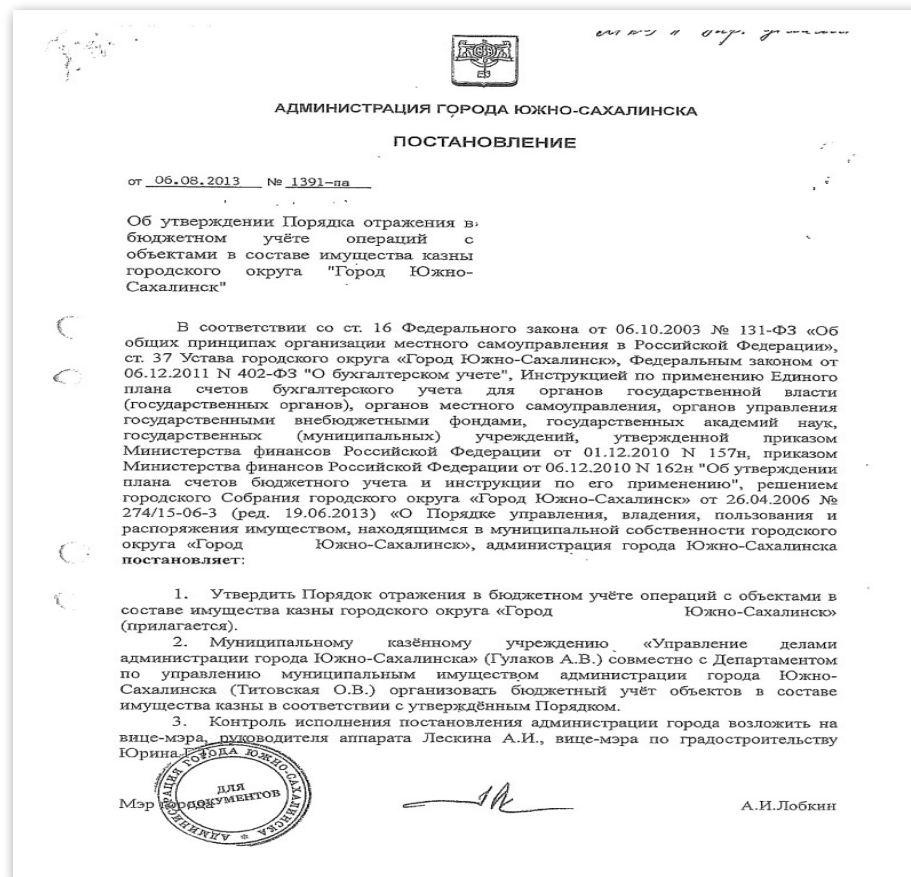 АДМИНИСТРАЦИЯ ГОРОДА ЮЖНО-САХАЛИНСКА
ПОСТАНОВЛЕНИЕ
от 06.08.2013 № 1391-па
Об утверждении Порядка отражения в
бюджетном учёте операций с
объектами в составе имущества казны
городского округа "Город Южно-
Сахалинск"
В соответствии со ст. 16 Федерального закона от 06.10.2003 № 131-ФЗ «Об
общих принципах организации местного самоуправления в Российской Федерации»,
ст. 37 Устава городского округа «Город Южно-Сахалинск», Федеральным законом от
06.12.2011 N 402-ФЗ "О бухгалтерском учете", Инструкцией по применению Единого
плана счетов бухгалтерского учета для органов государственной власти
(государственных органов), органов местного самоуправления, органов управления
государственными внебюджетными фондами, государственных академий наук,
государственных (муниципальных) учреждений, утвержденной приказом
Министерства финансов Российской Федерации от 01.12.2010 N 157н, приказом
Министерства финансов Российской Федерации от 06.12.2010 N 162н "Об утверждении
плана счетов бюджетного учета и инструкции по его применению", решением
городского Собрания городского округа «Город Южно-Сахалинск» от 26.04.2006 №
274/15-06-3 (ред. 19.06.2013) «О Порядке управления, владения, пользования и
распоряжения имуществом, находящимся в муниципальной собственности городского
округа «Город Южно-Сахалинск», администрация города Южно-Сахалинска
постановляет:
1. Утвердить Порядок отражения в бюджетном учёте операций с объектами в
составе имущества казны городского округа «Город Южно-Сахалинск»
(прилагается).
2. Муниципальному казённому учреждению «Управление делами
администрации города Южно-Сахалинска» (Гулаков А.В.) совместно с Департаментом
по управлению муниципальным имуществом администрации города Южно-
Сахалинска (Титовская О.В.) организовать бюджетный учёт объектов в составе
имущества казны в соответствии с утверждённым Порядком.
3. Контроль исполнения постановления администрации города возложить на
вице-мэра, руководителя аппарата Лескина А.И., вице-мэра по градостроительству
Юрина
АДМИНИСТРАЦИЯ ГОРОДА ЮЖНО-САХАЛИНСКА
ДЛЯ
ДОКУМЕНТОВ
Мэр города А.И.Лобкин